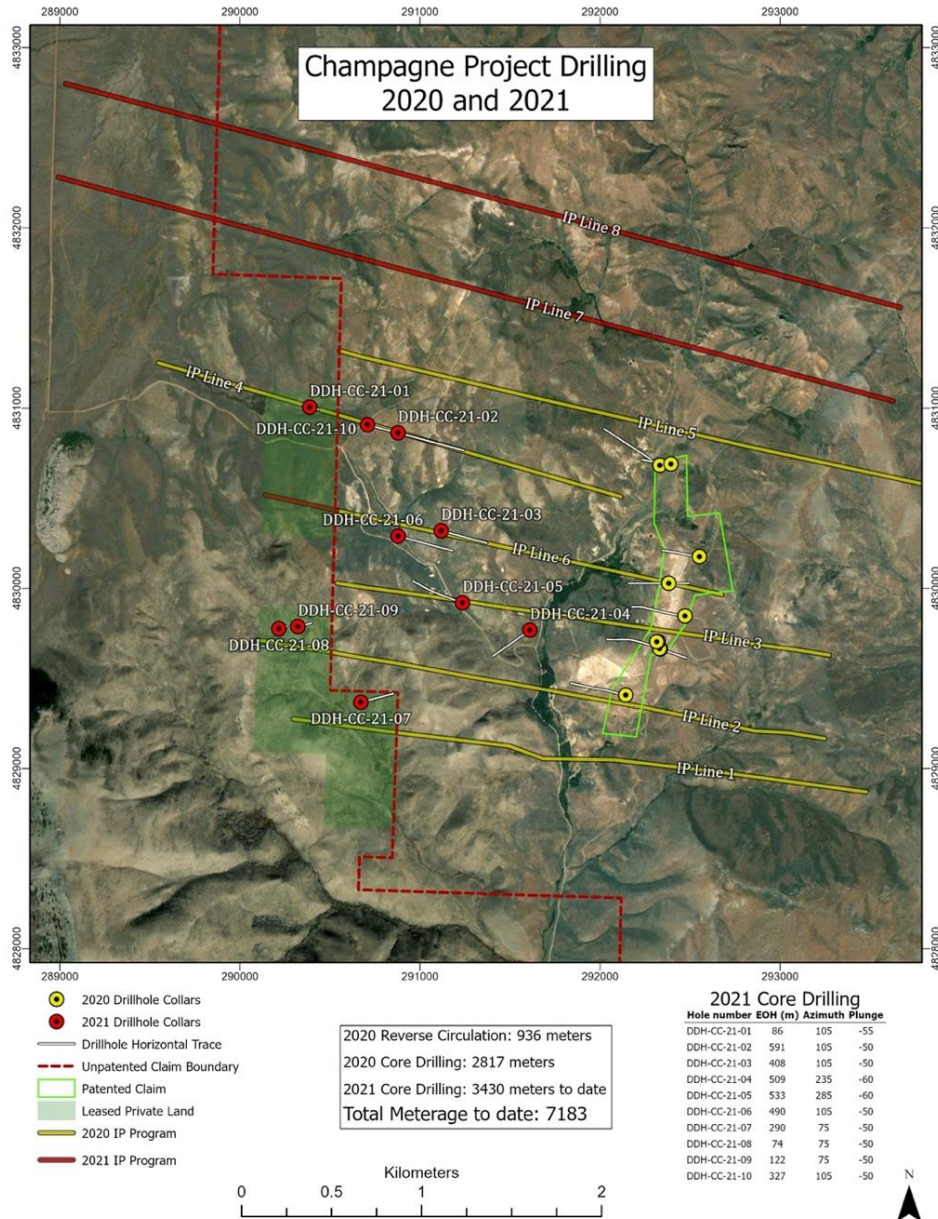 289000 290000 291000 292000 293000
Champagne Project Drilling
2020 and 2021
4833000 4833000
IP Line 8
4832000 4832000
IP Line 7
IP Line 4
DDH-CC-21-01
4831000 4831000
DDH-CC-21-10
DDH-CC-21-02
IP Line 5
DDH-CC-21-06
DDH-CC-21-03
IP Line 6
4830000 4830000
DDH-CC-21-05
DDH-CC-21-09
DDH-CC-21-04
DDH-CC-21-08
IP Line 3
DDH-CC-21-07
IP Line 2
4829000 4829000
IP Line 1
4828000 4828000
289000 290000 291000 292000 293000
2020 Drillhole Collars
2021 Drillhole Collars
Drillhole Horizontal Trace
Unpatented Claim Boundary
Patented Claim
Leased Private Land
2020 IP Program
2021 IP Program
2020 Reverse Circulation: 936 meters
2020 Core Drilling: 2817 meters
2021 Core Drilling: 3430 meters to date
Total Meterage to date: 7183
2021 Core Drilling
Hole number EOH (m) Azimuth Plunge
DDH-CC-21-01 86 105 -55
DDH-CC-21-02 591 105 -50
DDH-CC-21-03 408 105 -50
DDH-CC-21-04 509 235 -60
DDH-CC-21-05 533 285 -60
DDH-CC-21-06 490 105 -50
DDH-CC-21-07 290 75 -50
DDH-CC-21-08 74 75 -50
DDH-CC-21-09 122 75 -50
DDH-CC-21-10 327 105 -50
Kilometers
0 0.5 1 2
N